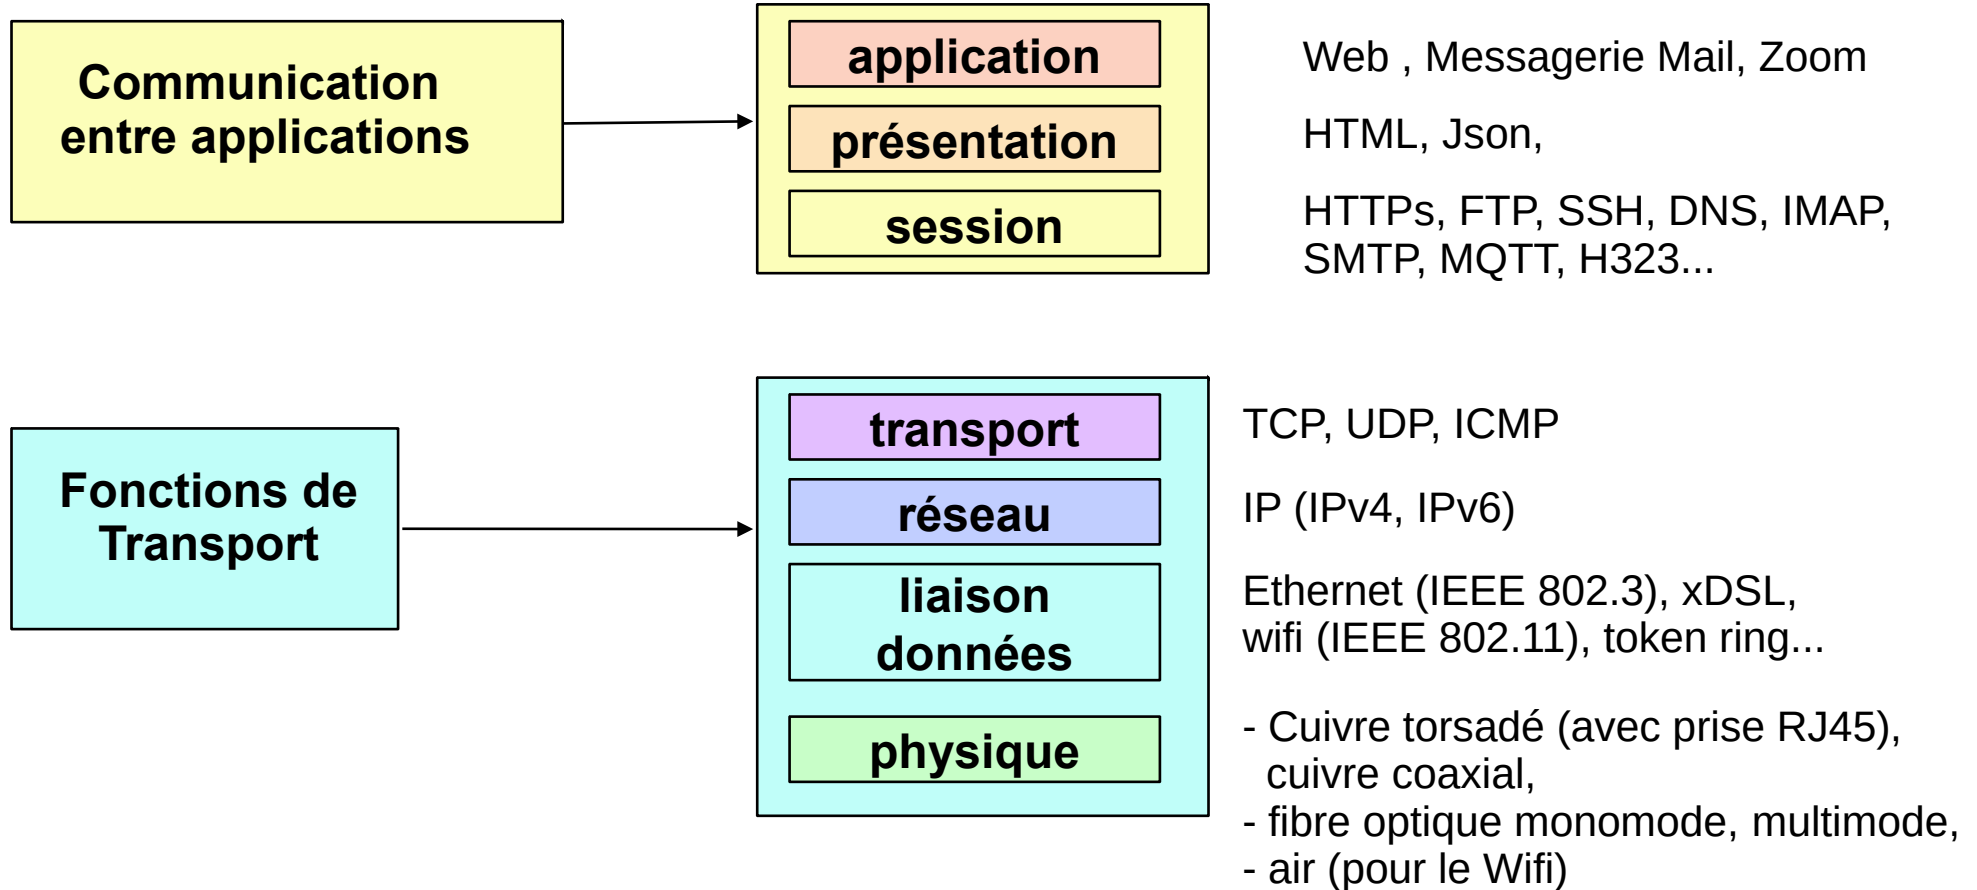 Communication
entre applications
application
Web , Messagerie Mail, Zoom
présentation
HTML, Json,
session
HTTPs, FTP, SSH, DNS, IMAP,
SMTP, MQTT, H323...
Fonctions de
Transport
transport
TCP, UDP, ICMP
réseau
IP (IPv4, IPv6)
liaison
données
Ethernet (IEEE 802.3), xDSL,
wifi (IEEE 802.11), token ring...
physique
- Cuivre torsadé (avec prise RJ45),
cuivre coaxial,
- fibre optique monomode, multimode,
- air (pour le Wifi)